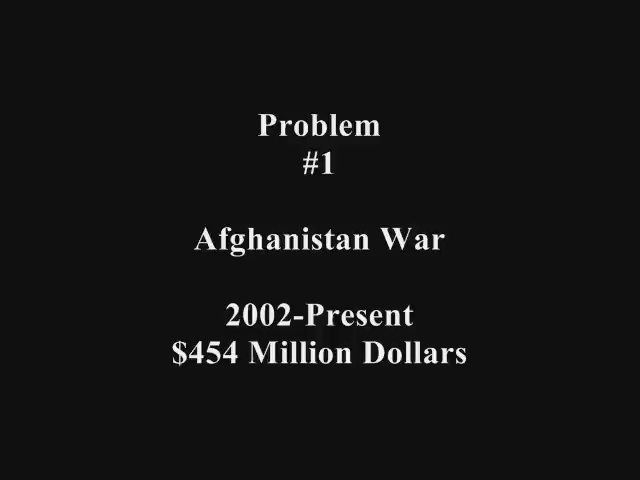 Problem
#1
Afghanistan War
2002-Present
$454 Million Dollars